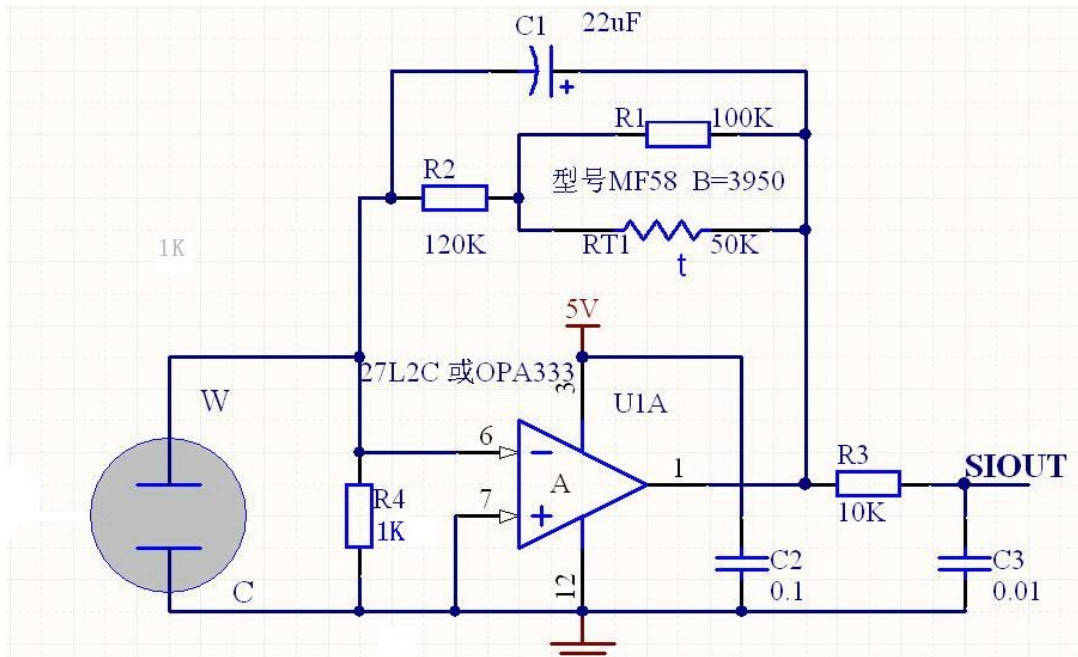 C1 22uF
R1 100K
R2
型号MF58 B=3950
1K
120K
RT1 50K
t
5V
27L2C 或OPA333
3
U1A
W
6
A
1
R3
SIOUT
7
R4
1K
10K
12
C2
0.1
C3
0.01
C